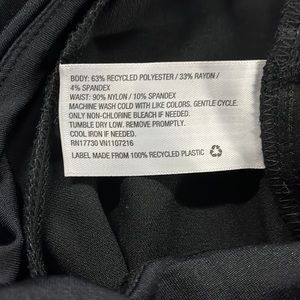 BODY: 63% RECYCLED POLYESTER / 33% RAYON /
4% SPANDEX
WAIST: 90% NYLON / 10% SPANDEX
MACHINE WASH COLD WITH LIKE COLORS. GENTLE CYCLE.
ONLY NON-CHLORINE BLEACH IF NEEDED.
TUMBLE DRY LOW. REMOVE PROMPTLY.
COOL IRON IF NEEDED.
RN17730 VN1107216
LABEL MADE FROM 100% RECYCLED PLASTIC